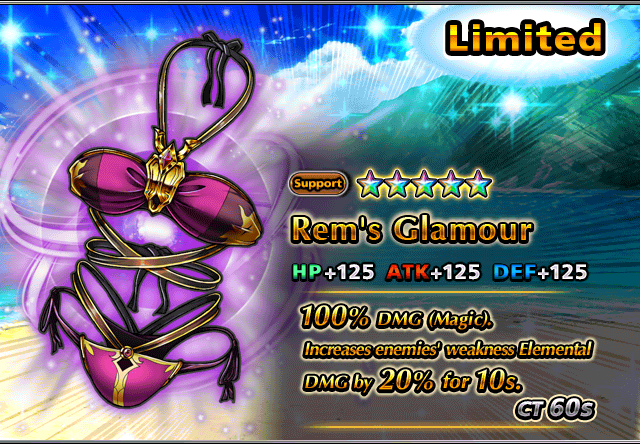 Limited
Support
Rem's Glamour
HP+125 ATK+125 DEF+125
100% DMG (Magic).
Increases enemies' weakness Elemental
DMG by 20% for 10s.
CT 60s